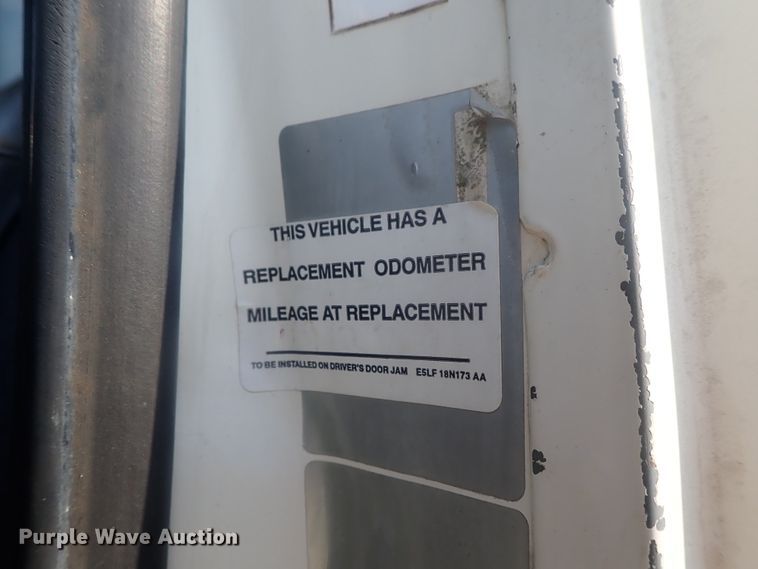 THIS VEHICLE HAS A
REPLACEMENT ODOMETER
MILEAGE AT REPLACEMENT
TO BE INSTALLED ON DRIVER'S DOOR JAM E5LF 18N173 AA
Purple Wave Auction